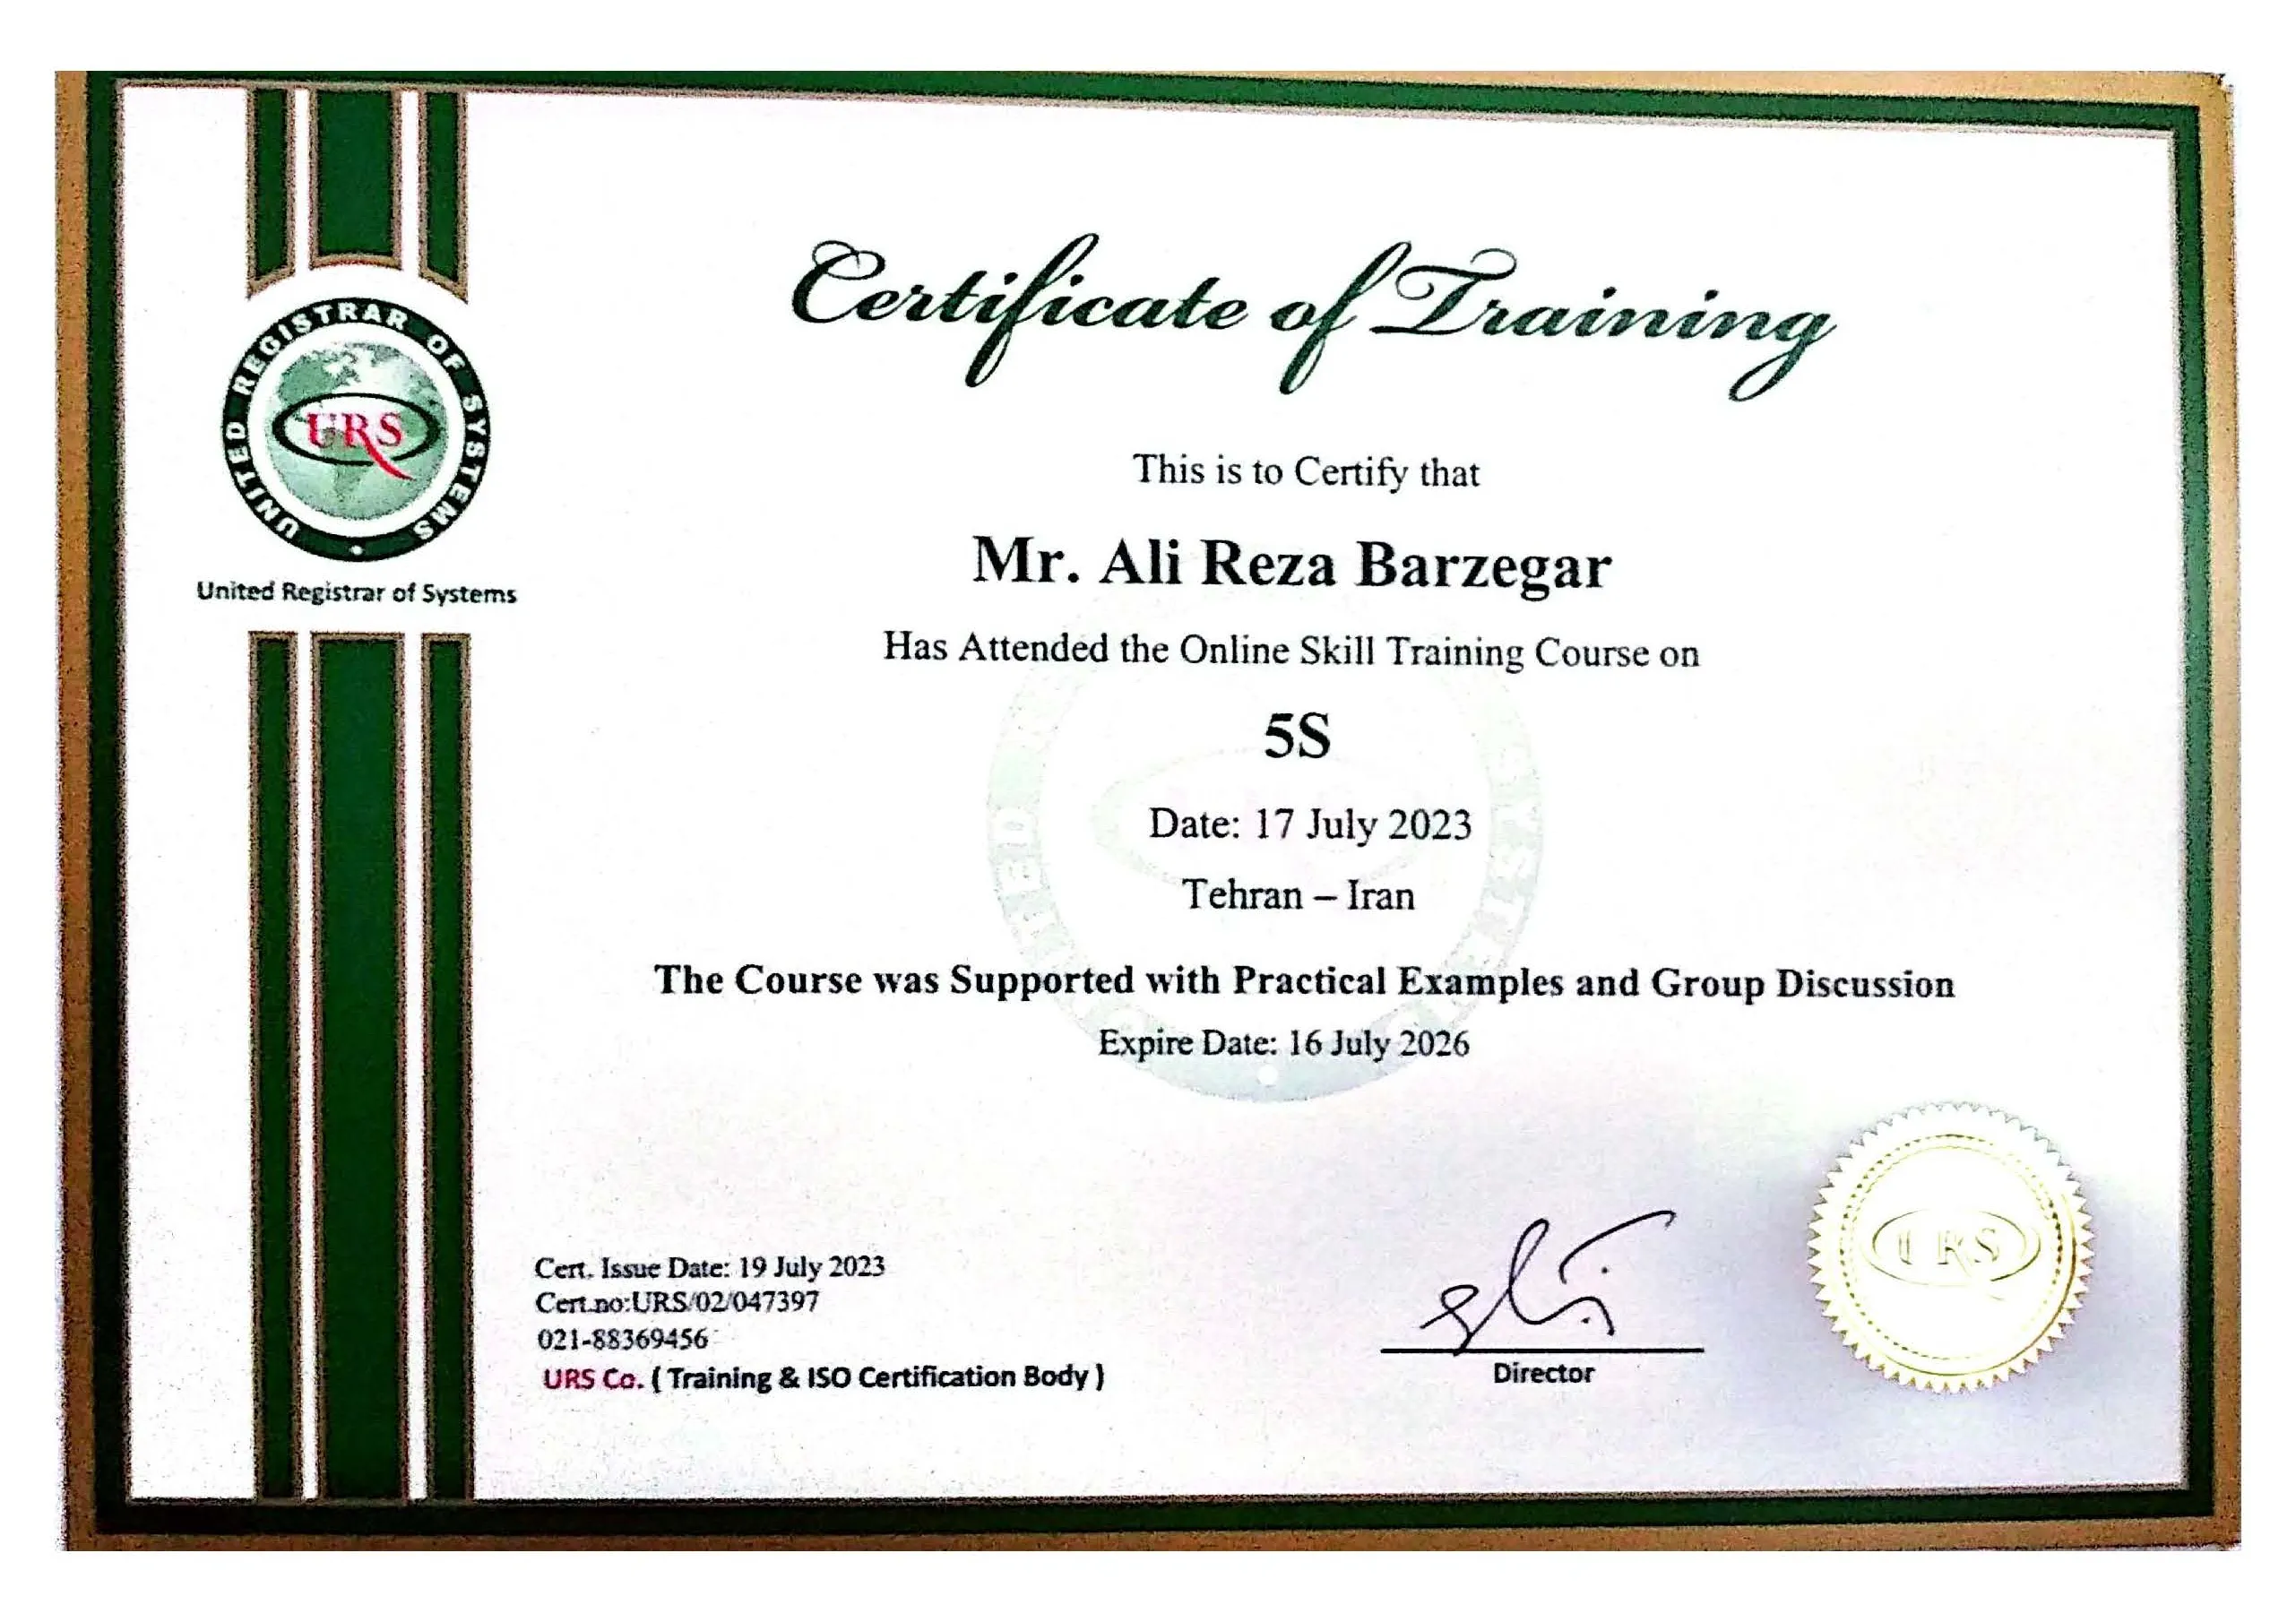 Certificate of Training
UNITED REGISTRAR OF SYSTEMS
URS
United Registrar of Systems
This is to Certify that
Mr. Ali Reza Barzegar
Has Attended the Online Skill Training Course on
5S
Date: 17 July 2023
Tehran – Iran
The Course was Supported with Practical Examples and Group Discussion
Expire Date: 16 July 2026
Cert. Issue Date: 19 July 2023
Cert.no:URS/02/047397
021-88369456
URS Co. ( Training & ISO Certification Body )
Director
URS